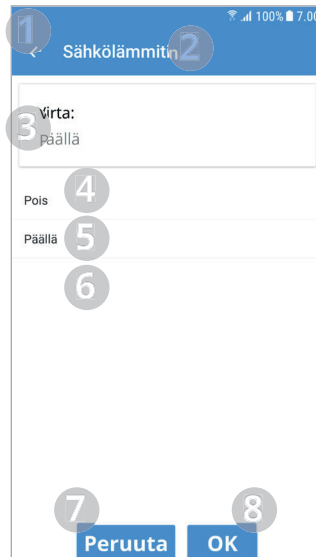 100% 7.00
1
← Sähkölämmitin
2
3
Virta:
Päällä
4
Pois
5
Päällä
6
7
8
Peruuta OK